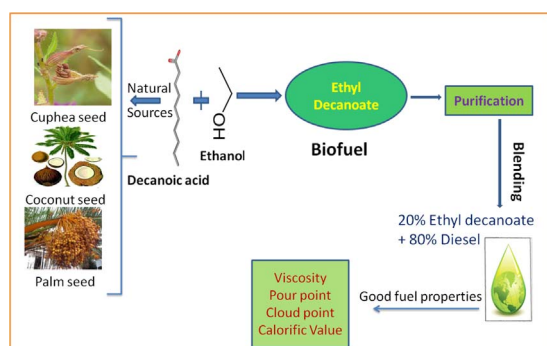 Cuphea seed
Coconut seed
Palm seed
Natural
Sources
Decanoic acid
+
HO
Ethanol
Ethyl
Decanoate
Biofuel
Purification
Blending
20% Ethyl decanoate
+ 80% Diesel
Good fuel properties
Viscosity
Pour point
Cloud point
Calorific Value